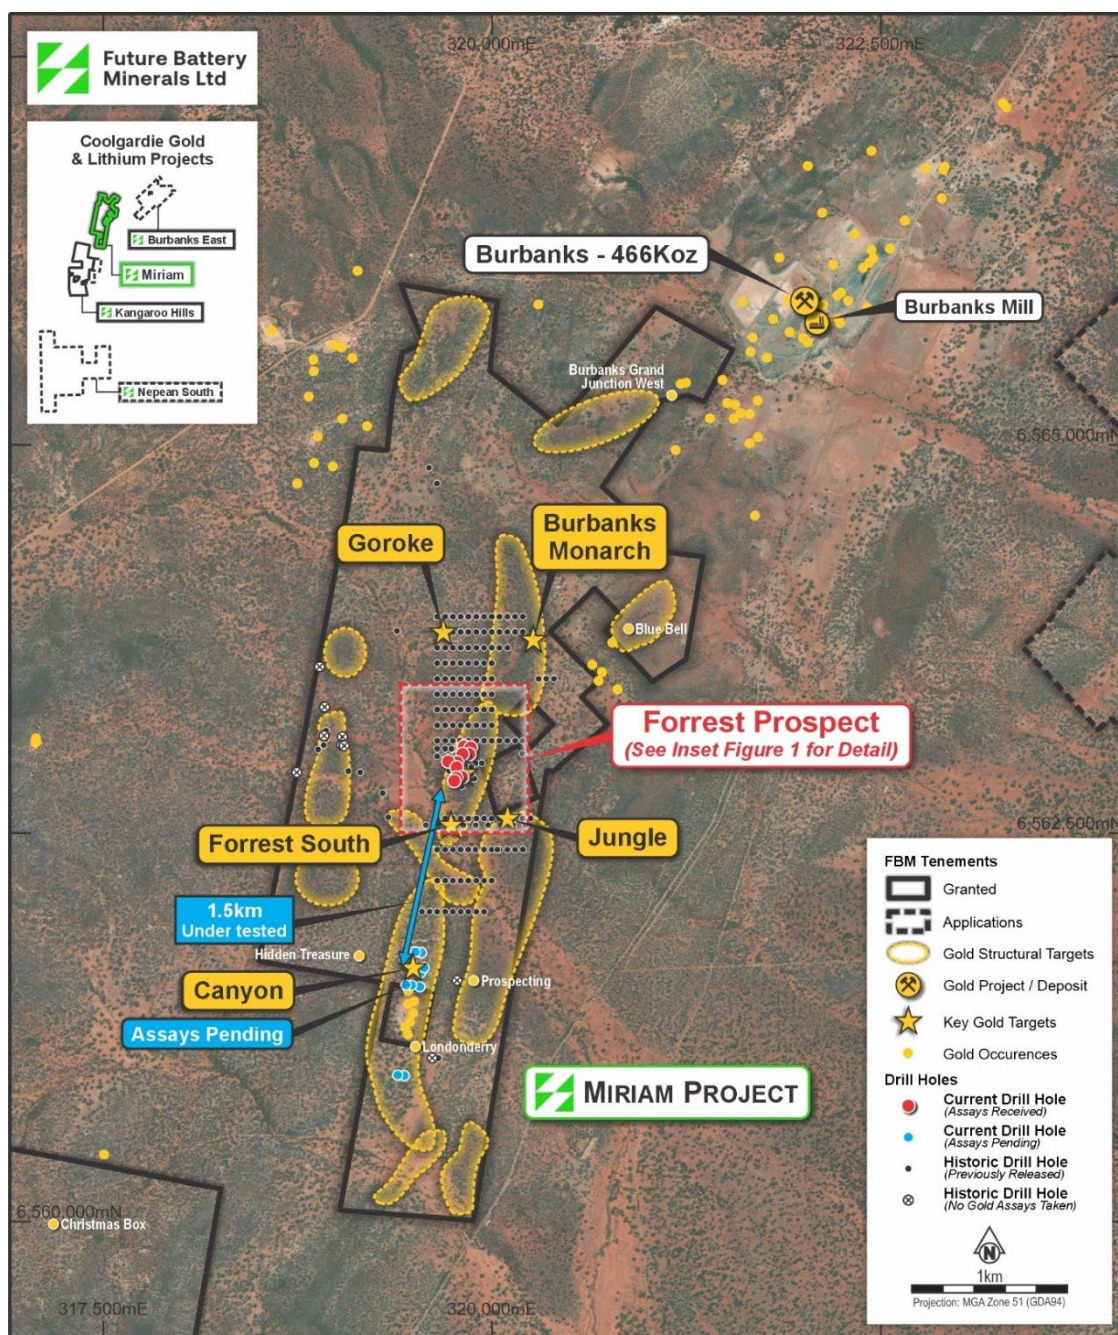 320,000mE
322,500mE
Future Battery
Minerals Ltd
Coolgardie Gold
& Lithium Projects
Burbanks East
Miriam
Kangaroo Hills
Nepean South
Burbanks - 466Koz
Burbanks Mill
Burbanks Grand
Junction West
6,565,000mN
Goroke
Burbanks
Monarch
Blue Bell
Forrest Prospect
(See Inset Figure 1 for Detail)
Forrest South
Jungle
6,562,500mN
1.5km
Under tested
Hidden Treasure
Canyon
Prospecting
Assays Pending
Londonderry
MIRIAM PROJECT
FBM Tenements
Granted
Applications
Gold Structural Targets
Gold Project / Deposit
Key Gold Targets
Gold Occurences
Drill Holes
Current Drill Hole
(Assays Received)
Current Drill Hole
(Assays Pending)
Historic Drill Hole
(Previously Released)
Historic Drill Hole
(No Gold Assays Taken)
N
1km
Projection: MGA Zone 51 (GDA94)
6,560,000mN
Christmas Box
317,500mE
320,000mE